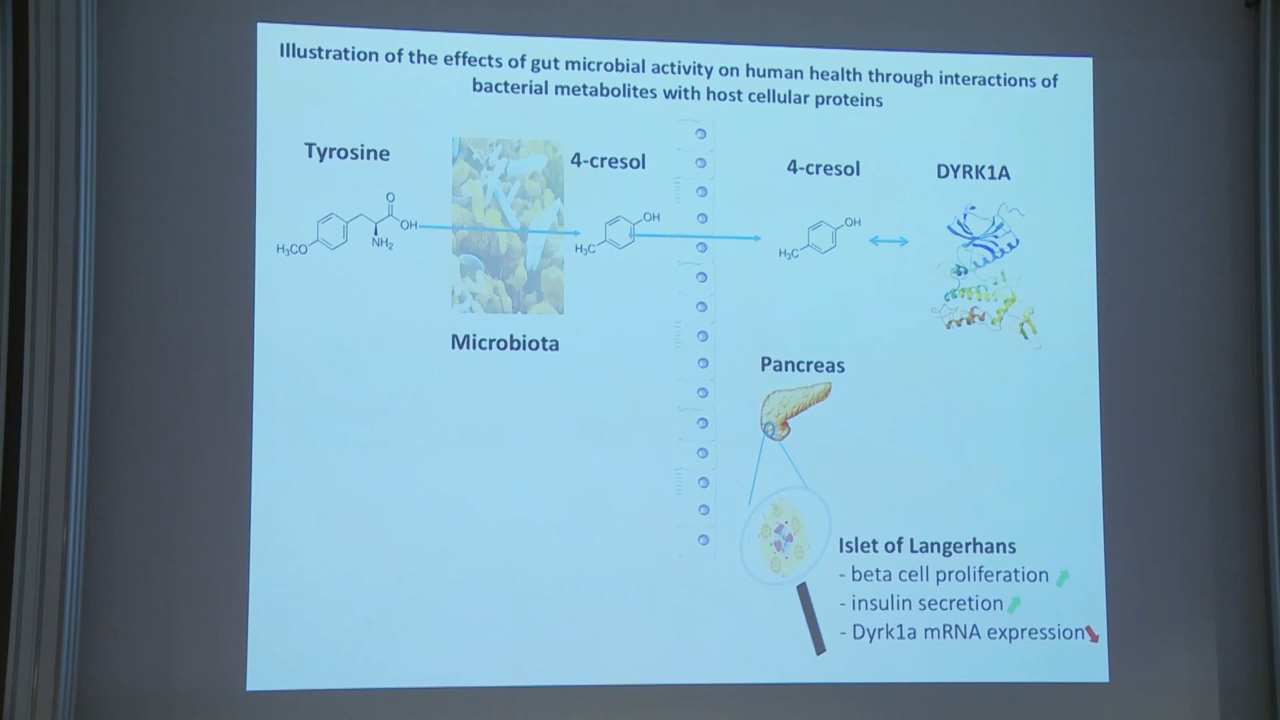 Illustration of the effects of gut microbial activity on human health through interactions of
bacterial metabolites with host cellular proteins
Tyrosine
4-cresol
4-cresol
DYRK1A
O
OH
NH2
H3CO
OH
H3C
OH
H3C
Microbiota
Pancreas
Islet of Langerhans
- beta cell proliferation
- insulin secretion
- Dyrk1a mRNA expression